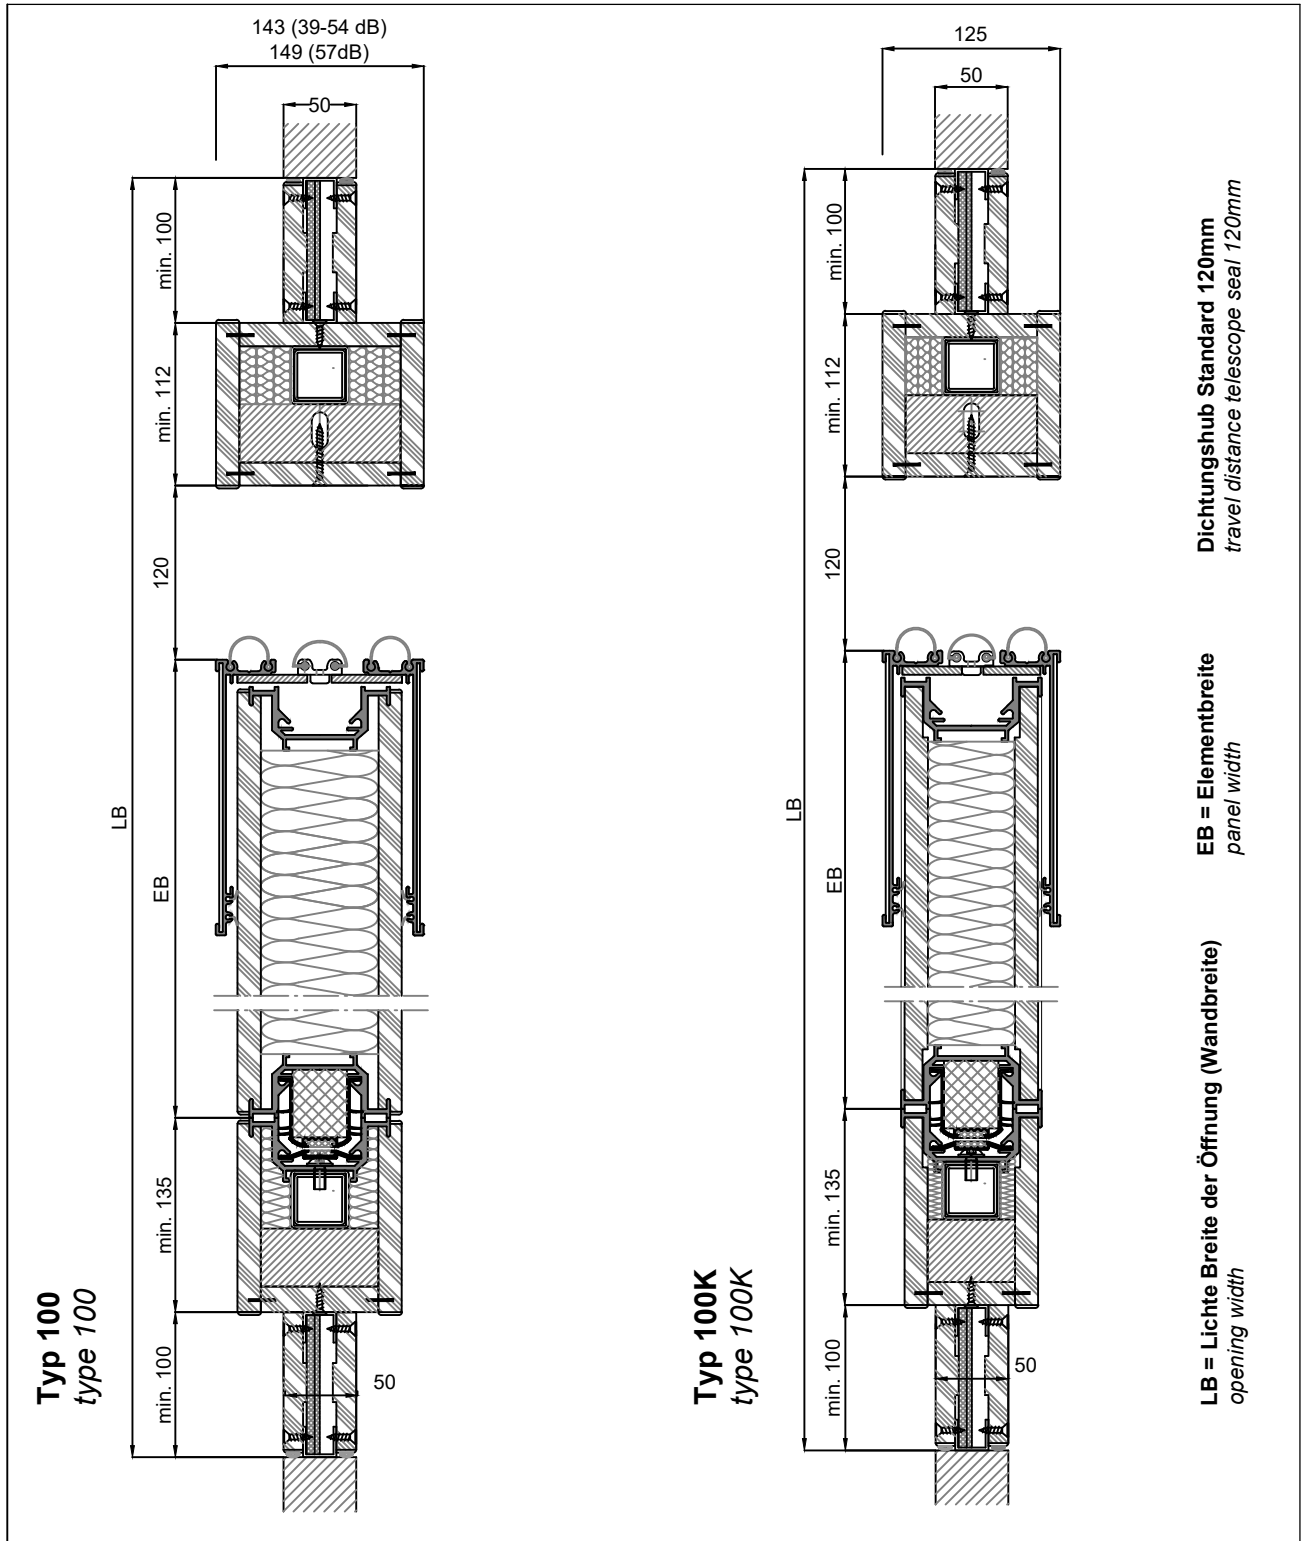 143 (39-54 dB)
149 (57dB)
50
min. 100
min. 112
120
LB
EB
min. 135
min. 100
50
Typ 100
type 100
125
50
min. 100
min. 112
120
LB
EB
min. 135
min. 100
50
Typ 100K
type 100K
Dichtungshub Standard 120mm
travel distance telescope seal 120mm
EB = Elementbreite
panel width
LB = Lichte Breite der Öffnung (Wandbreite)
opening width